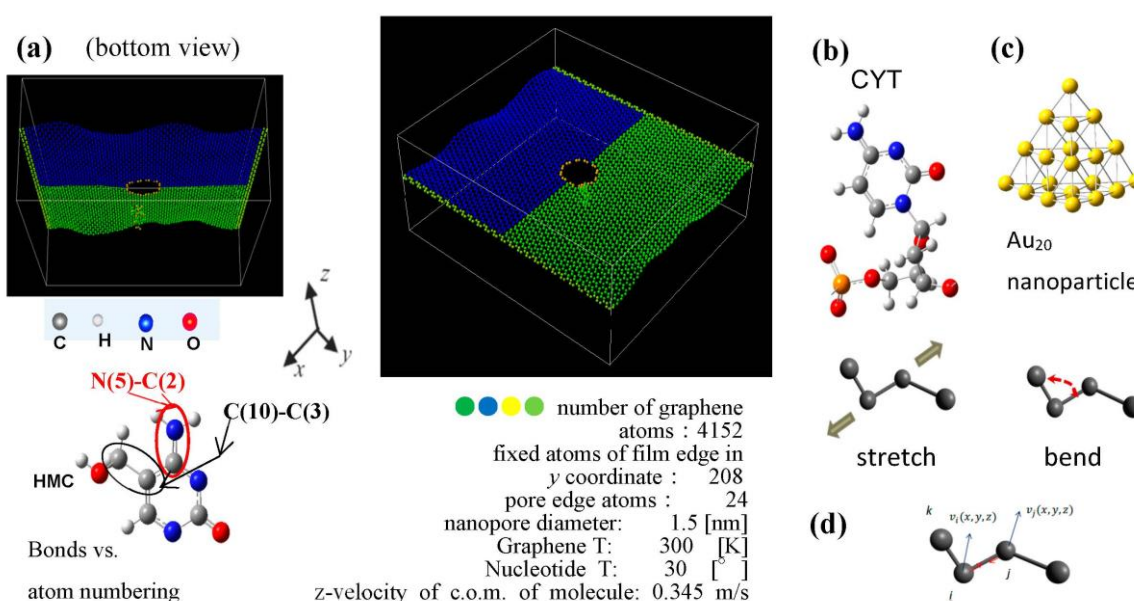 (a) (bottom view)
z
x
y
C H N O
N(5)-C(2)
C(10)-C(3)
HMC
Bonds vs.
atom numbering
number of graphene
atoms : 4152
fixed atoms of film edge in
y coordinate : 208
pore edge atoms : 24
nanopore diameter: 1.5 [nm]
Graphene T: 300 [K]
Nucleotide T: 30 [°]
z-velocity of c.o.m. of molecule: 0.345 m/s
(b)
CYT
(c)
Au₂₀
nanoparticle
stretch
bend
(d)
k
vᵢ(x,y,z)
vⱼ(x,y,z)
i
j